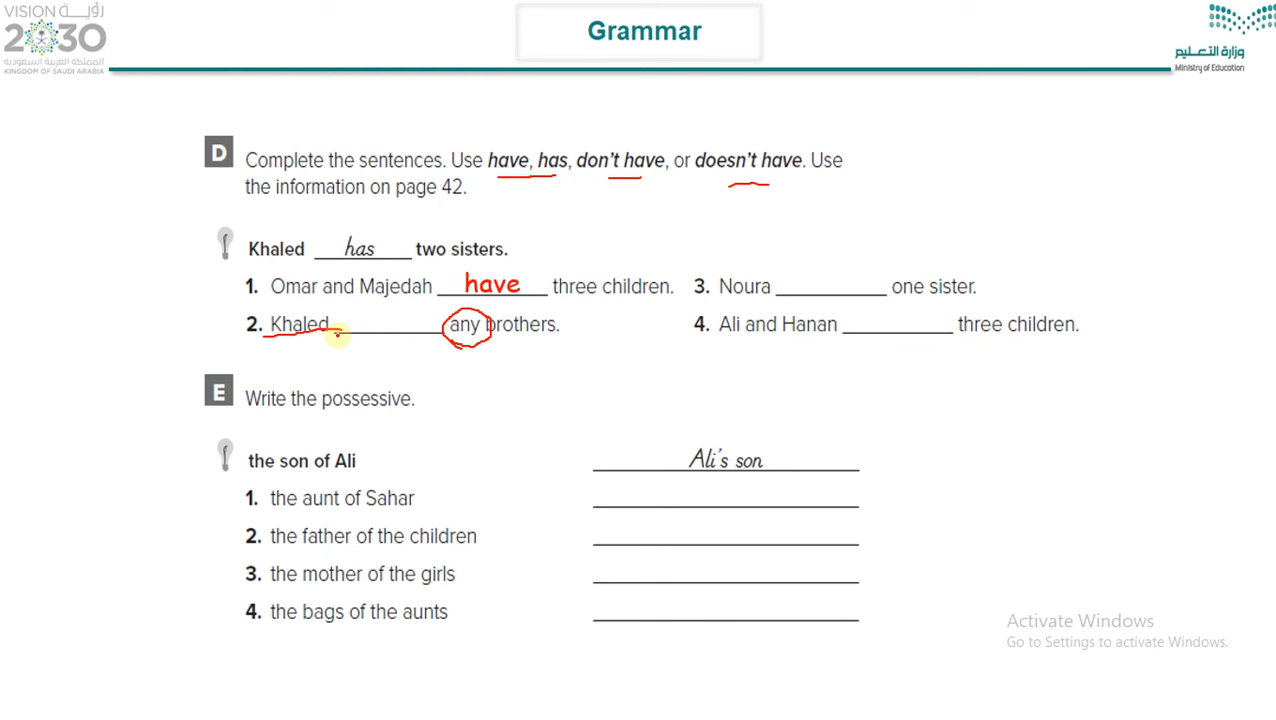 VISION رؤية
2030
المملكة العربية السعودية
KINGDOM OF SAUDI ARABIA
Grammar
وزارة التعليم
Ministry of Education
D Complete the sentences. Use have, has, don't have, or doesn't have. Use
the information on page 42.
Khaled has two sisters.
1. Omar and Majedah have three children.
2. Khaled __________ any brothers.
3. Noura __________ one sister.
4. Ali and Hanan __________ three children.
E Write the possessive.
the son of Ali Ali's son
1. the aunt of Sahar
2. the father of the children
3. the mother of the girls
4. the bags of the aunts
Activate Windows
Go to Settings to activate Windows.